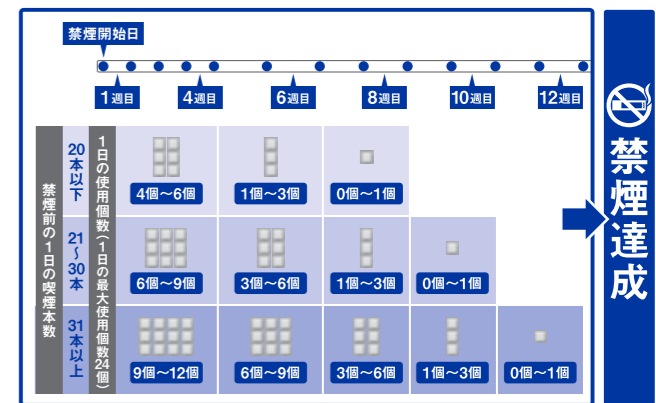 禁煙開始日
1週目
4週目
6週目
8週目
10週目
12週目
禁煙前の1日の喫煙本数
1日の使用個数(1日の最大使用個数24個)
20本以下
4個〜6個
1個〜3個
0個〜1個
21〜30本
6個〜9個
3個〜6個
1個〜3個
0個〜1個
31本以上
9個〜12個
6個〜9個
3個〜6個
1個〜3個
0個〜1個
禁煙達成